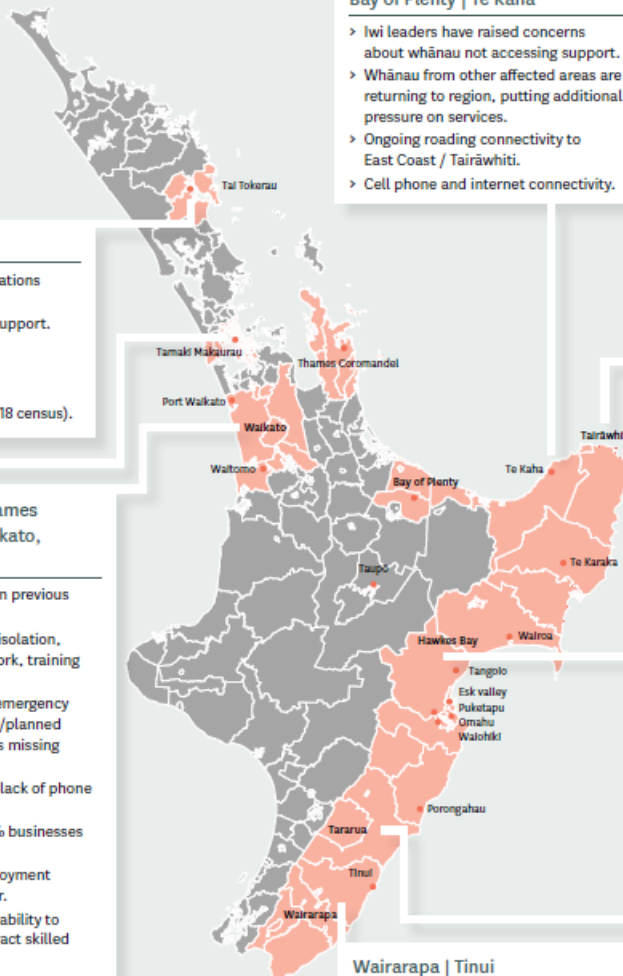 Bay of Plenty | Te Kaha
> Iwi leaders have raised concerns
about whānau not accessing support.
> Whānau from other affected areas are
returning to region, putting additional
pressure on services.
> Ongoing roading connectivity to
East Coast / Tairāwhiti.
> Cell phone and internet connectivity.
Tai Tokerau
ations
upport.
18 census).
Tamaki Makaurau
Thames Coromandel
Port Waikato
Waikato
Waitomo
Bay of Plenty
Te Kaha
Tairāwhi
Te Karaka
Taupō
Hawkes Bay
Wairoa
Tangoio
Esk valley
Puketapu
Omahu
Waiohiki
Porongahau
Tararua
Tinui
Wairarapa
ames
kato,
n previous
isolation,
ork, training
emergency
/planned
s missing
lack of phone
% businesses
oyment
r.
ability to
ract skilled
Wairarapa | Tinui